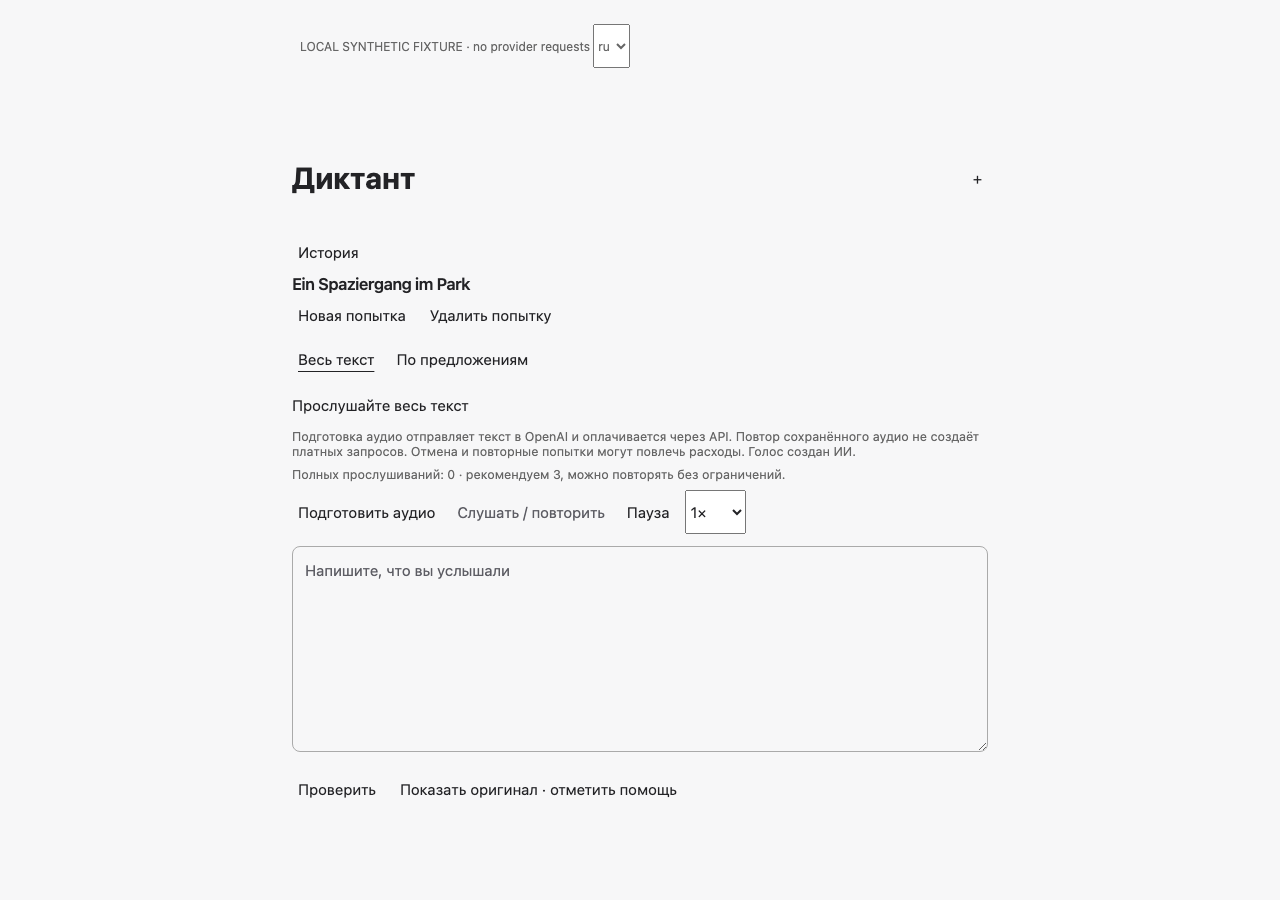 LOCAL SYNTHETIC FIXTURE · no provider requests ru
Диктант +
История
Ein Spaziergang im Park
Новая попытка Удалить попытку
Весь текст По предложениям
Прослушайте весь текст
Подготовка аудио отправляет текст в OpenAI и оплачивается через API. Повтор сохранённого аудио не создаёт
платных запросов. Отмена и повторные попытки могут повлечь расходы. Голос создан ИИ.
Полных прослушиваний: 0 · рекомендуем 3, можно повторять без ограничений.
Подготовить аудио Слушать / повторить Пауза 1×
Напишите, что вы услышали
Проверить Показать оригинал · отметить помощь